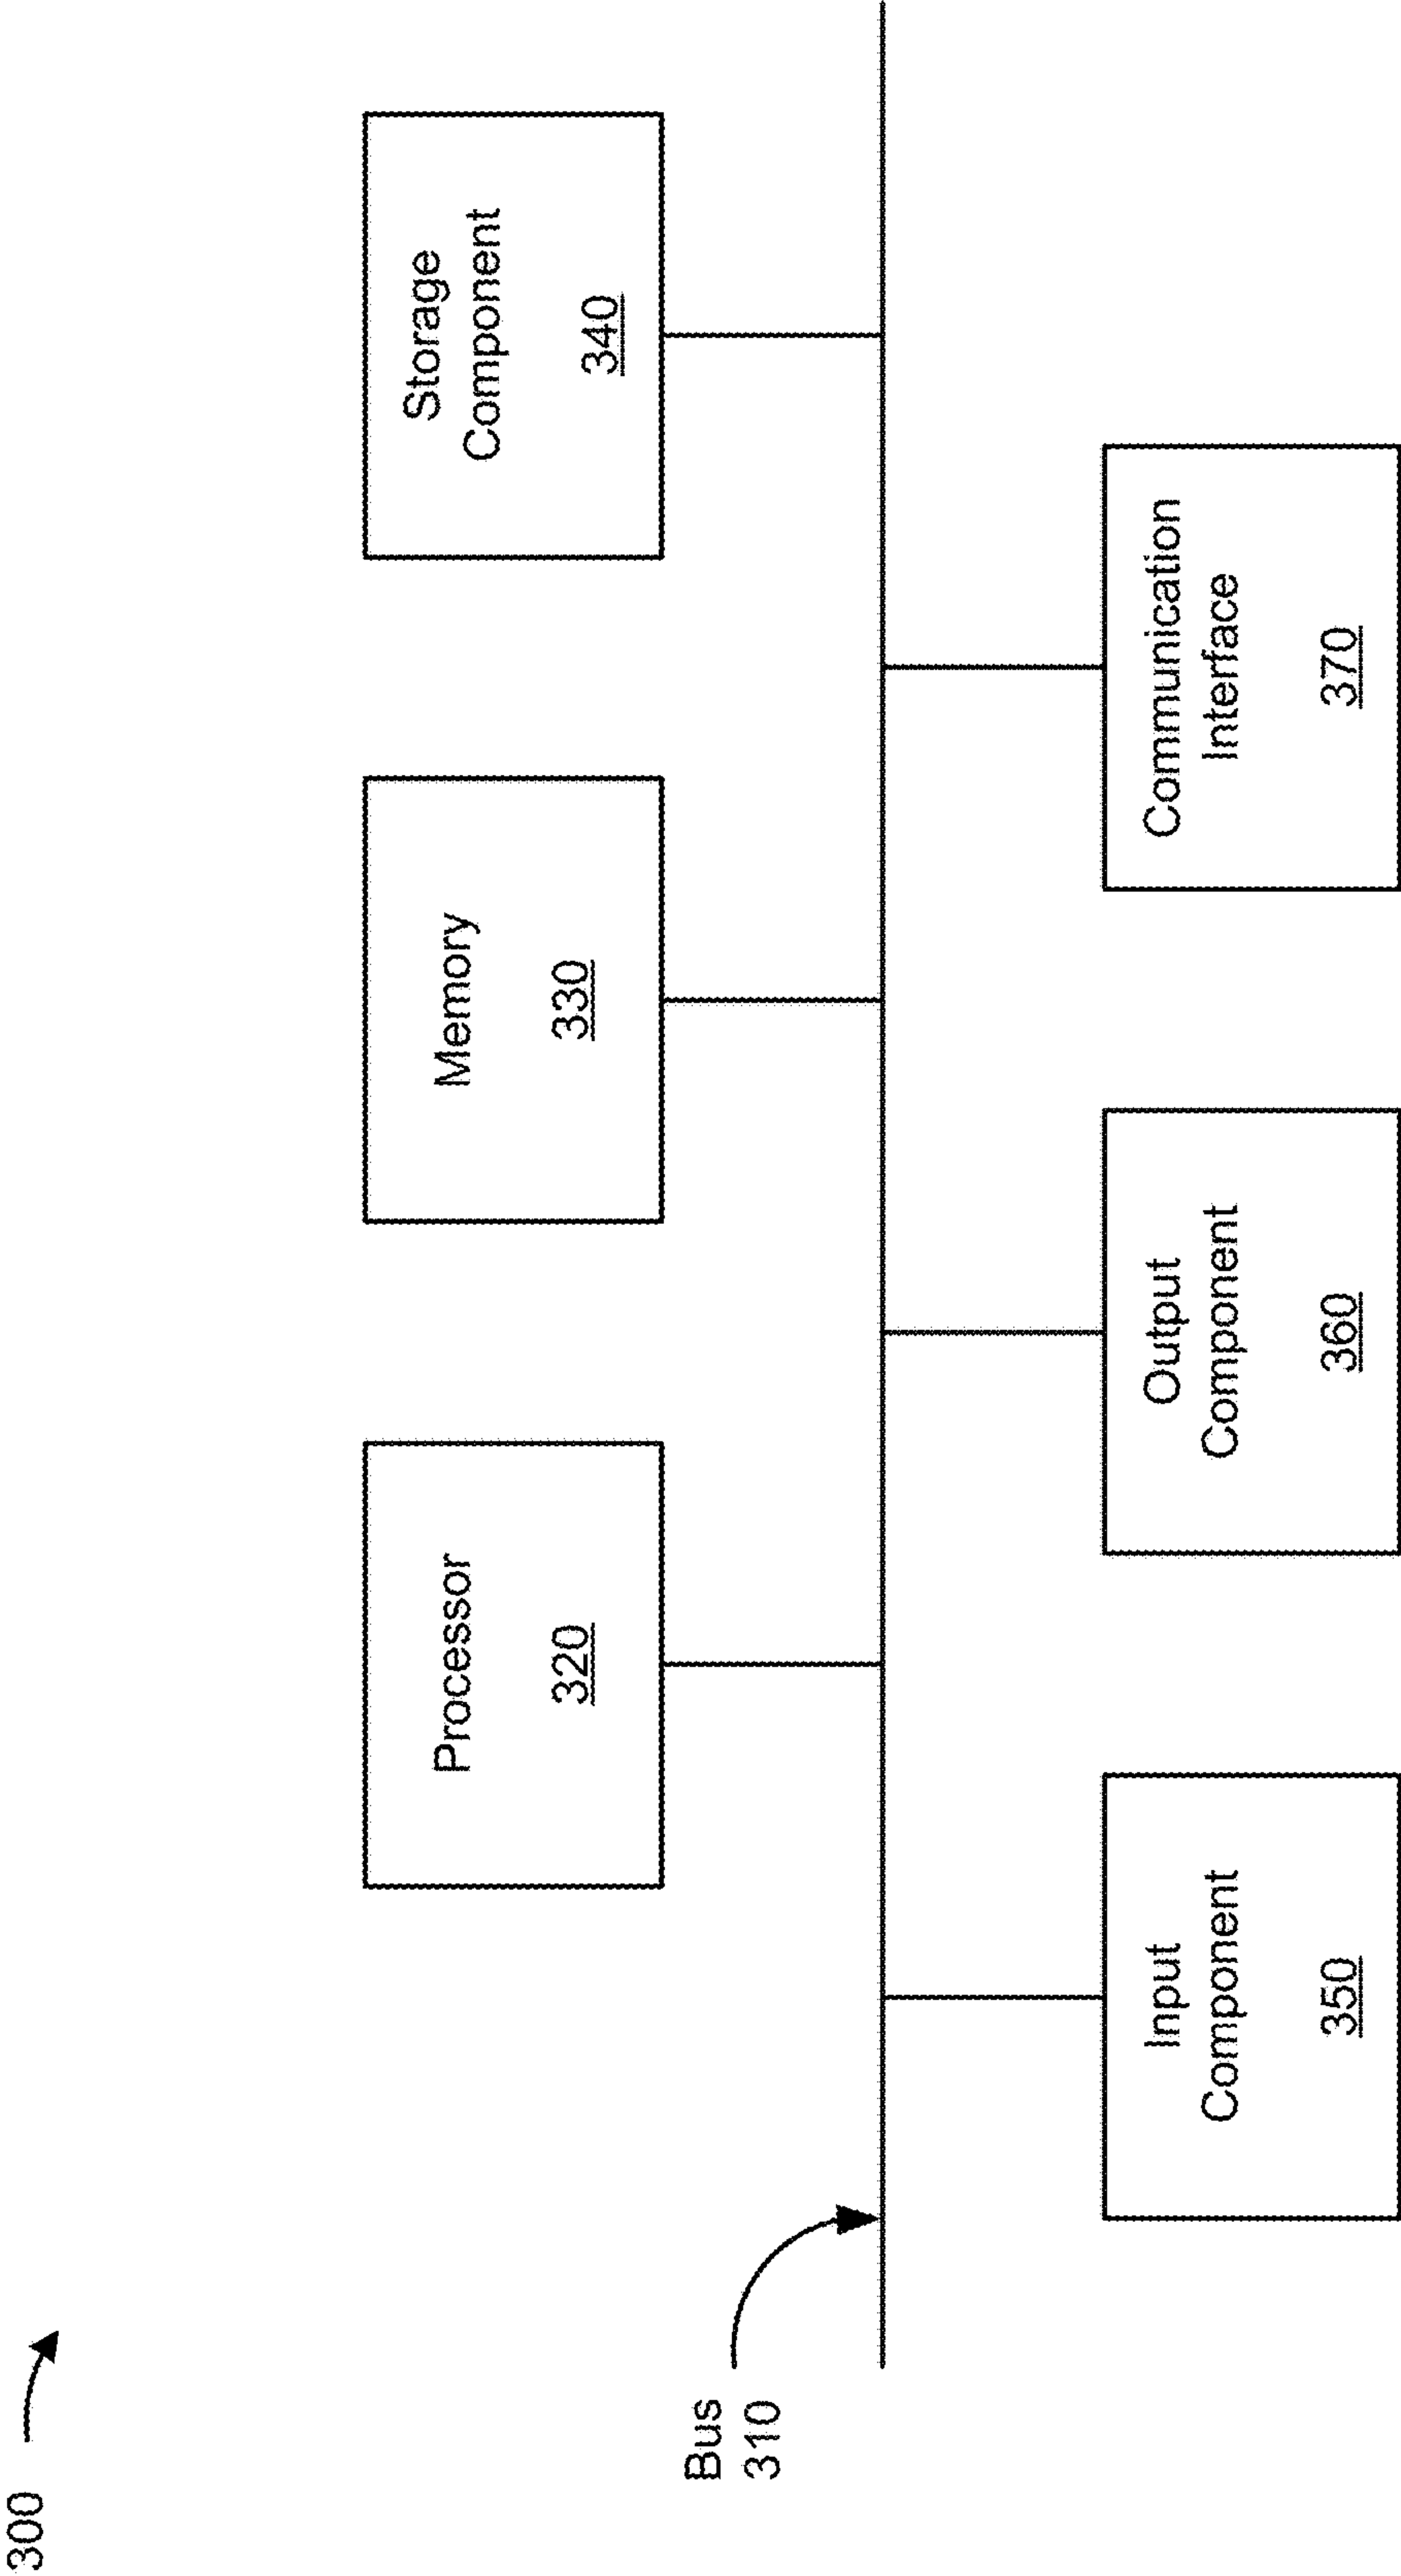 300
Processor
320
Memory
330
Storage
Component
340
Bus
310
Input
Component
350
Output
Component
360
Communication
Interface
370